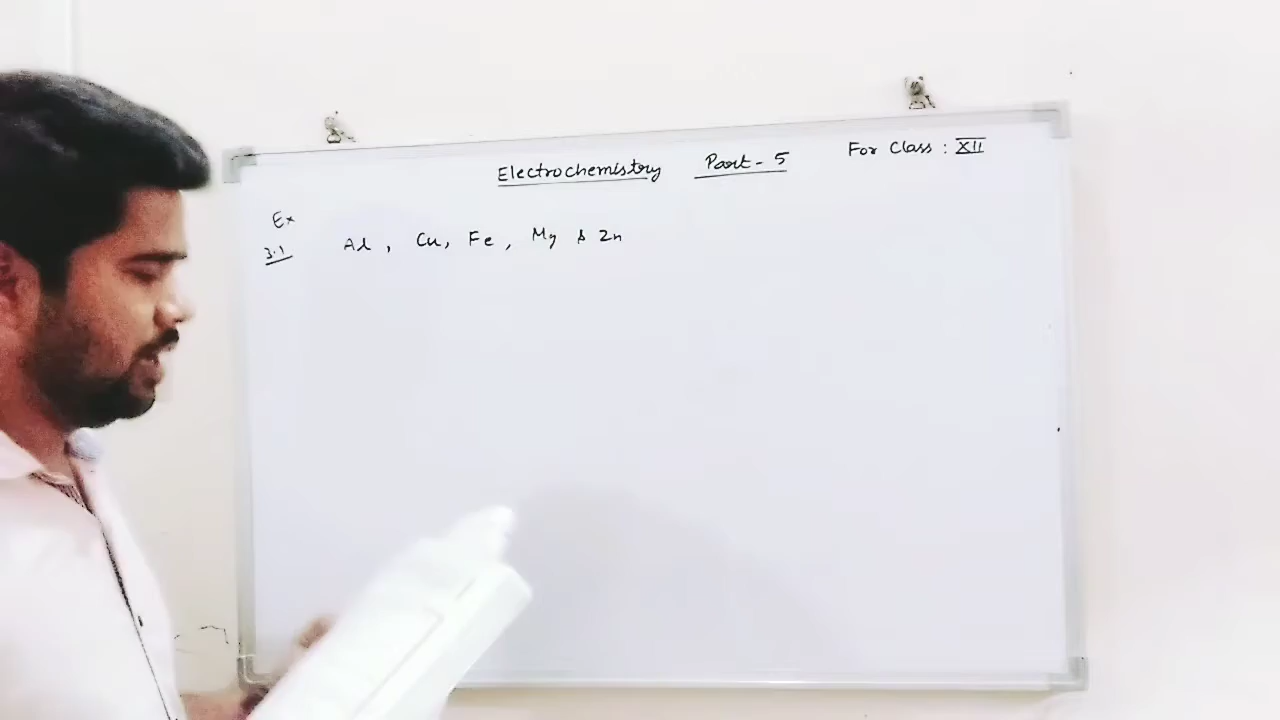 Electrochemistry Part - 5 For Class : XII
Ex
3.1 Al , Cu, Fe , Mg & Zn